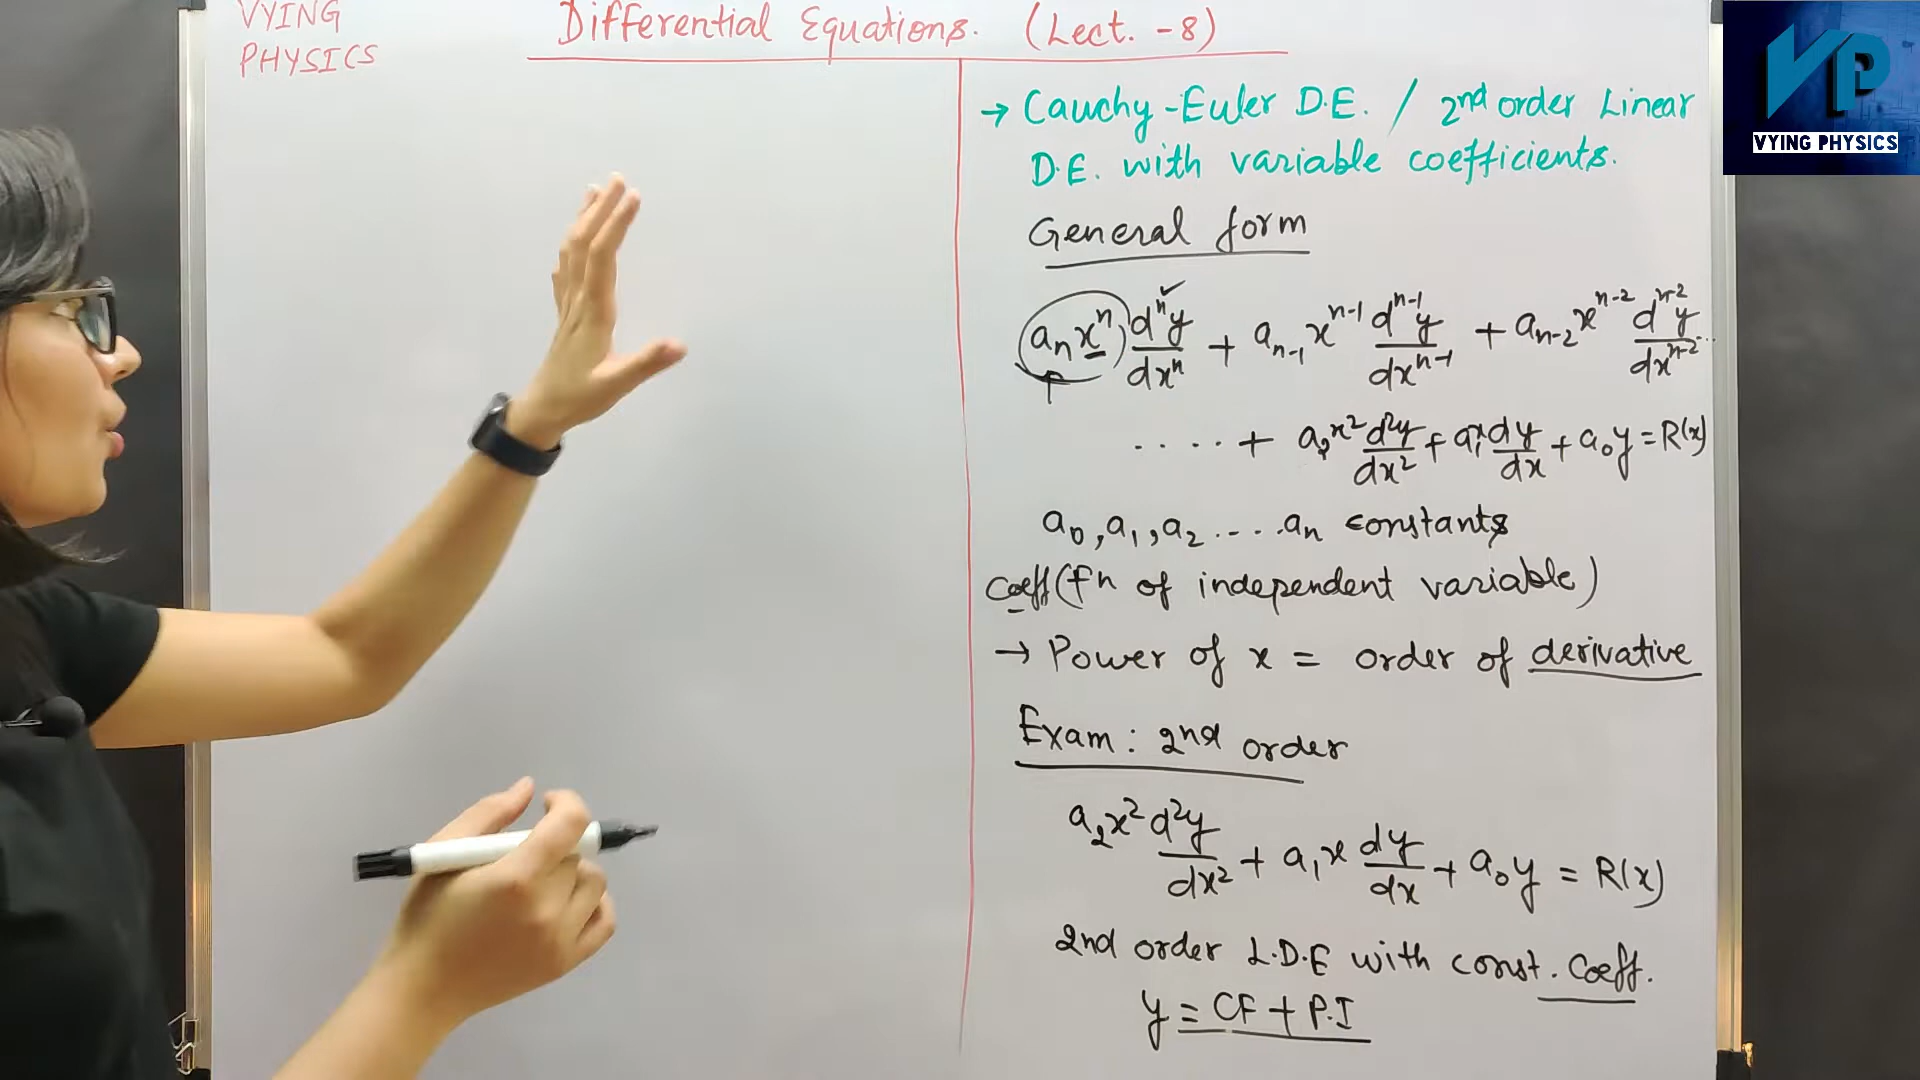 VYING
PHYSICS
Differential Equations. (Lect. -8)
VP
VYING PHYSICS
→ Cauchy-Euler D.E. / 2nd order Linear
D.E. with variable coefficients.
General form
aₙxⁿ dⁿy/dxⁿ + aₙ₋₁xⁿ⁻¹ dⁿ⁻¹y/dxⁿ⁻¹ + aₙ₋₂xⁿ⁻² dⁿ⁻²y/dxⁿ⁻² ...
.....+ a₂x² d²y/dx² + a₁x dy/dx + a₀y = R(x)
a₀, a₁, a₂ .... aₙ constants
Coeff (fⁿ of independent variable)
→ Power of x = order of derivative
Exam: 2nd order
a₂x² d²y/dx² + a₁x dy/dx + a₀y = R(x)
2nd order L.D.E with const. Coeff.
y = CF + P.I